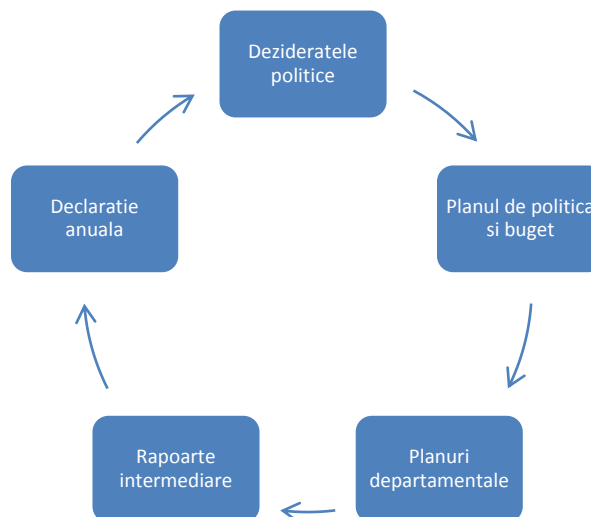 Dezideratele
politice
Planul de politica
si buget
Planuri
departamentale
Rapoarte
intermediare
Declaratie
anuala